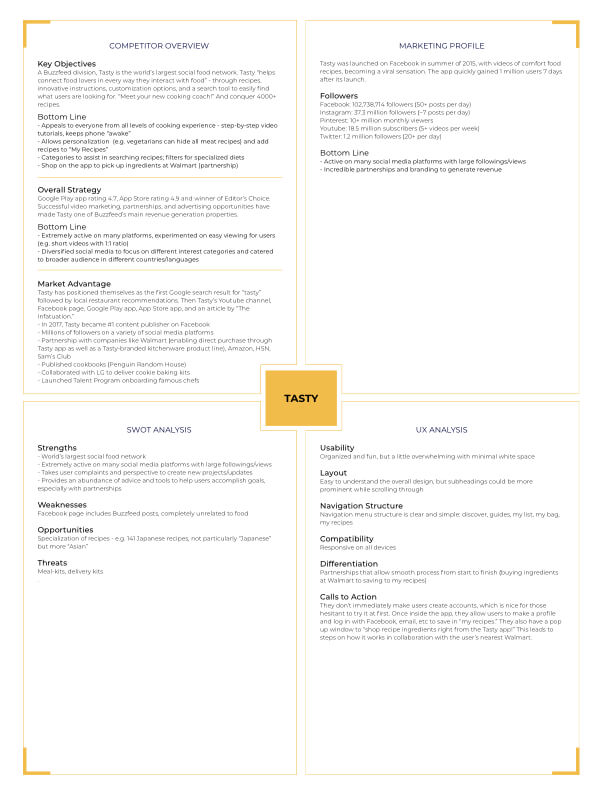 COMPETITOR OVERVIEW
Key Objectives
A Buzzfeed division, Tasty is the world's largest social food network. Tasty "helps
connect food lovers in every way they interact with food" - through recipes,
innovative instructions, customization options, and a search tool to easily find
what users are looking for. "Meet your new cooking coach!" And conquer 4000+
recipes.
Bottom Line
- Appeals to everyone from all levels of cooking experience - step-by-step video
tutorials, keeps phone "awake"
- Allows personalization (e.g. vegetarians can hide all meat recipes) and add
recipes to "My Recipes"
- Categories to assist in searching recipes; filters for specialized diets
- Shop on the app to pick-up ingredients at Walmart (partnership)
Overall Strategy
Google Play app rating 4.7, App Store rating 4.9 and winner of Editor's Choice.
Successful video marketing, partnerships, and advertising opportunities have
made Tasty one of Buzzfeed's main revenue generation properties.
Bottom Line
- Extremely active on many platforms, experimented on easy viewing for users
(e.g. short videos with 1:1 ratio)
- Diversified social media to focus on different interest categories and catered
to broader audience in different countries/languages
Market Advantage
Tasty has positioned themselves as the first Google search result for "tasty"
followed by local restaurant recommendations. Then Tasty's Youtube channel,
Facebook page, Google Play app, App Store app, and an article by "The
Infatuation."
- In 2017, Tasty became #1 content publisher on Facebook
- Millions of followers on a variety of social media platforms
- Partnership with companies like Walmart (enabling direct purchase through
Tasty app as well as a Tasty-branded kitchenware product line), Amazon, HSN,
Sam's Club
- Published cookbooks (Penguin Random House)
- Collaborated with LG to deliver cookie baking kits
- Launched Talent Program onboarding famous chefs
MARKETING PROFILE
Tasty was launched on Facebook in summer of 2015, with videos of comfort food
recipes, becoming a viral sensation. The app quickly gained 1 million users 7 days
after its launch.
Followers
Facebook: 102,738,714 followers (50+ posts per day)
Instagram: 37.3 million followers (~7 posts per day)
Pinterest: 10+ million monthly viewers
Youtube: 18.5 million subscribers (5+ videos per week)
Twitter: 1.2 million followers (20+ per day)
Bottom Line
- Active on many social media platforms with large followings/views
- Incredible partnerships and branding to generate revenue
TASTY
SWOT ANALYSIS
Strengths
- World's largest social food network
- Extremely active on many social media platforms with large followings/views
- Takes user complaints and perspective to create new projects/updates
- Provides an abundance of advice and tools to help users accomplish goals,
especially with partnerships
Weaknesses
Facebook page includes Buzzfeed posts, completely unrelated to food
Opportunities
Specialization of recipes - e.g. 141 Japanese recipes, not particularly "Japanese"
but more "Asian"
Threats
Meal-kits, delivery kits
UX ANALYSIS
Usability
Organized and fun, but a little overwhelming with minimal white space
Layout
Easy to understand the overall design, but subheadings could be more
prominent while scrolling through
Navigation Structure
Navigation menu structure is clear and simple: discover, guides, my list, my bag,
my recipes
Compatibility
Responsive on all devices
Differentiation
Partnerships that allow smooth process from start to finish (buying ingredients
at Walmart to saving to my recipes)
Calls to Action
They don't immediately make users create accounts, which is nice for those
hesitant to try it at first. Once inside the app, they allow users to make a profile
and log in with Facebook, email, etc to save in "my recipes." They also have a pop
up window to "shop recipe ingredients right from the Tasty app!" This leads to
steps on how it works in collaboration with the user's nearest Walmart.